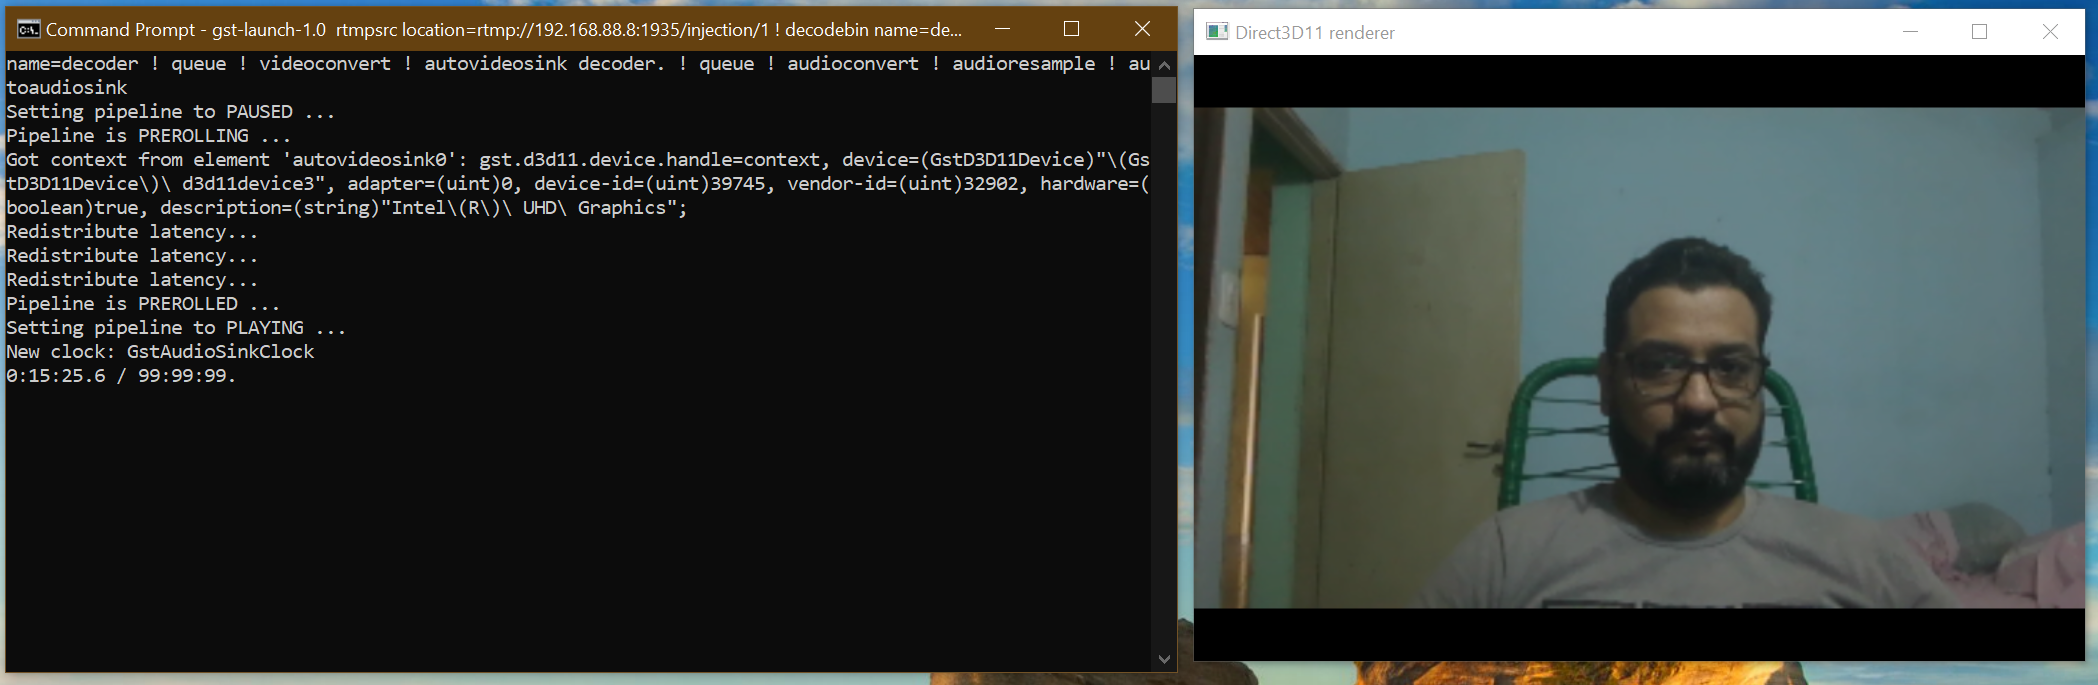 Command Prompt - gst-launch-1.0  rtmpsrc location=rtmp://192.168.88.8:1935/injection/1 ! decodebin name=de...
name=decoder ! queue ! videoconvert ! autovideosink decoder. ! queue ! audioconvert ! audioresample ! au
toaudiosink
Setting pipeline to PAUSED ...
Pipeline is PREROLLING ...
Got context from element 'autovideosink0': gst.d3d11.device.handle=context, device=(GstD3D11Device)"\(Gs
tD3D11Device\)\ d3d11device3", adapter=(uint)0, device-id=(uint)39745, vendor-id=(uint)32902, hardware=(
boolean)true, description=(string)"Intel\(R\)\ UHD\ Graphics";
Redistribute latency...
Redistribute latency...
Redistribute latency...
Pipeline is PREROLLED ...
Setting pipeline to PLAYING ...
New clock: GstAudioSinkClock
0:15:25.6 / 99:99:99.
Direct3D11 renderer